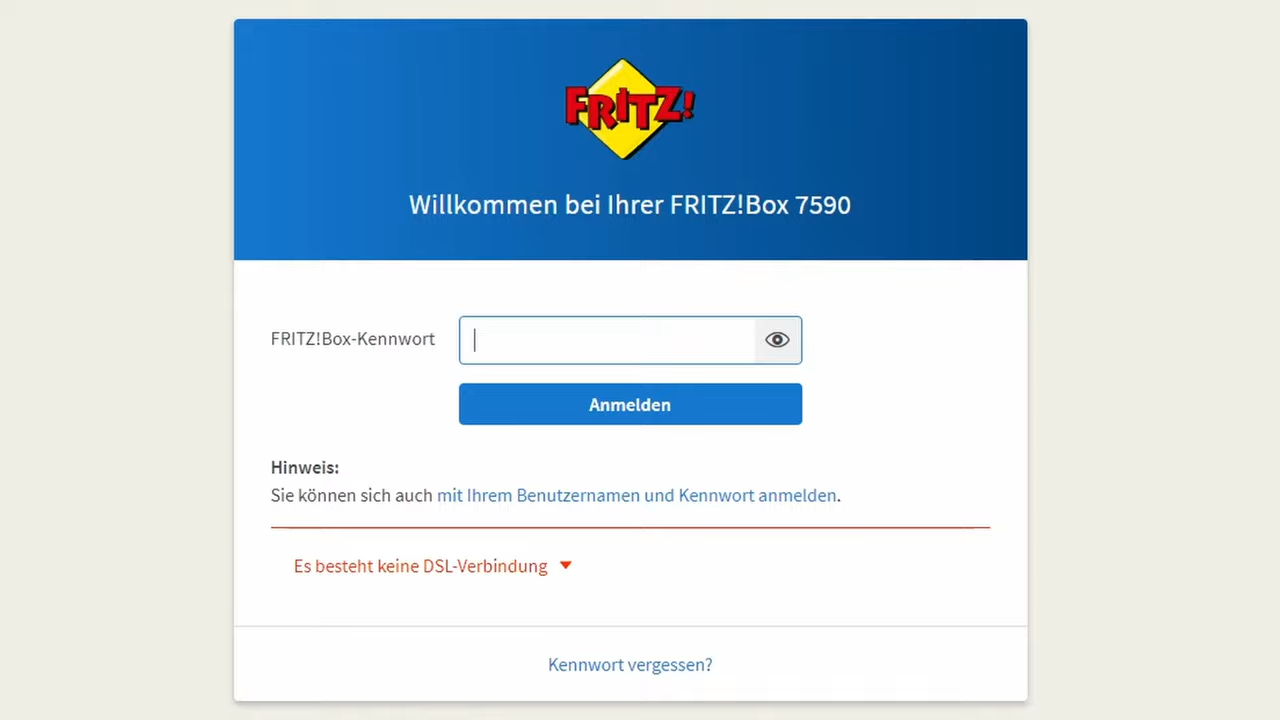 FRITZ!
Willkommen bei Ihrer FRITZ!Box 7590
FRITZ!Box-Kennwort
Anmelden
Hinweis:
Sie können sich auch mit Ihrem Benutzernamen und Kennwort anmelden.
Es besteht keine DSL-Verbindung
Kennwort vergessen?